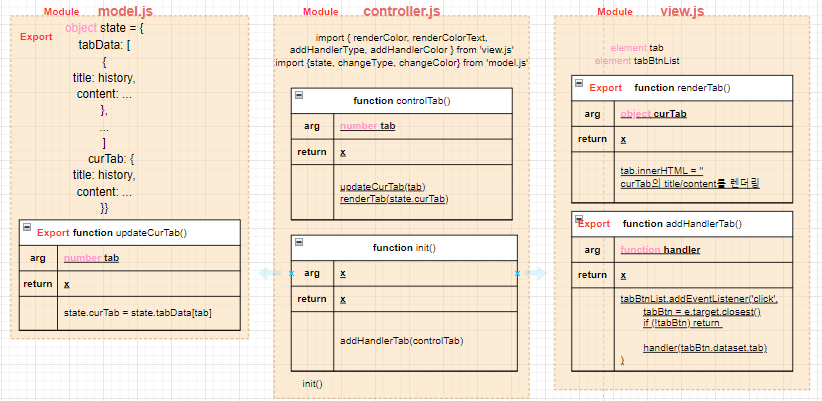 Module model.js
Export
object state = {
tabData: [
{
title: history,
content: ...
},
...
]
curTab: {
title: history,
content: ...
}}
Export function updateCurTab()
arg number tab
return x
state.curTab = state.tabData[tab]
Module controller.js
import { renderColor, renderColorText,
addHandlerType, addHandlerColor } from 'view.js'
import {state, changeType, changeColor} from 'model.js'
function controlTab()
arg number tab
return x
updateCurTab(tab)
renderTab(state.curTab)
function init()
arg x
return x
addHandlerTab(controlTab)
init()
Module view.js
element tab
element tabBtnList
Export function renderTab()
arg object curTab
return x
tab.innerHTML = ''
curTab의 title/content를 렌더링
Export function addHandlerTab()
arg function handler
return x
tabBtnList.addEventListener('click',
tabBtn = e.target.closest()
if (!tabBtn) return
handler(tabBtn.dataset.tab)
)